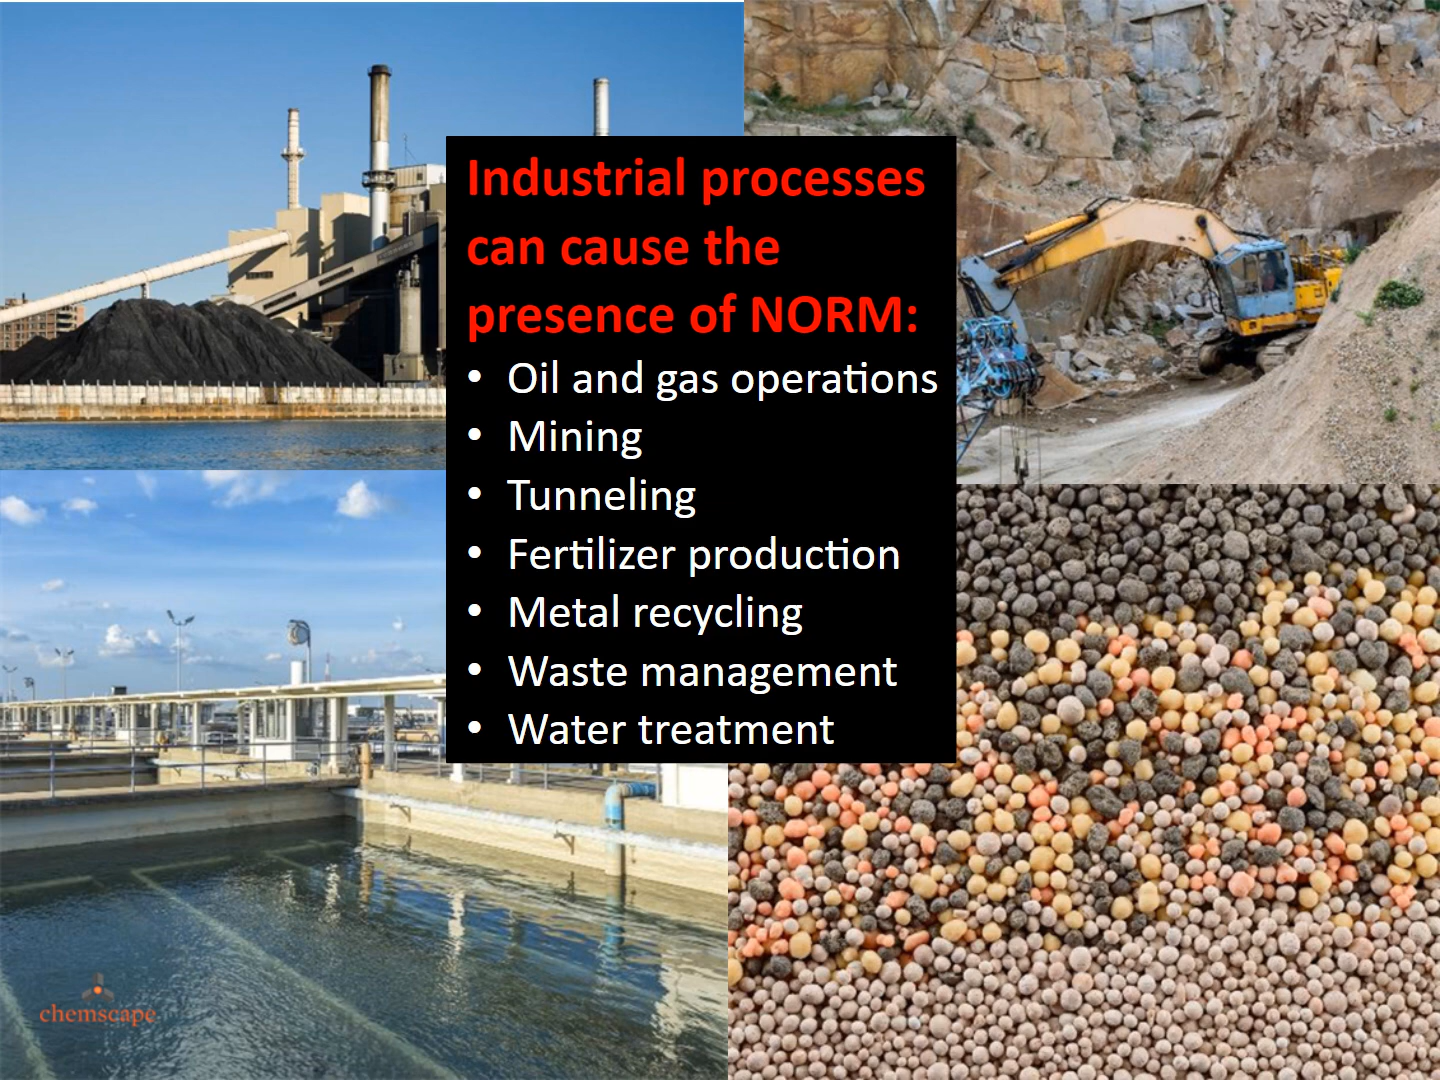 Industrial processes
can cause the
presence of NORM:
• Oil and gas operations
• Mining
• Tunneling
• Fertilizer production
• Metal recycling
• Waste management
• Water treatment
chemscape